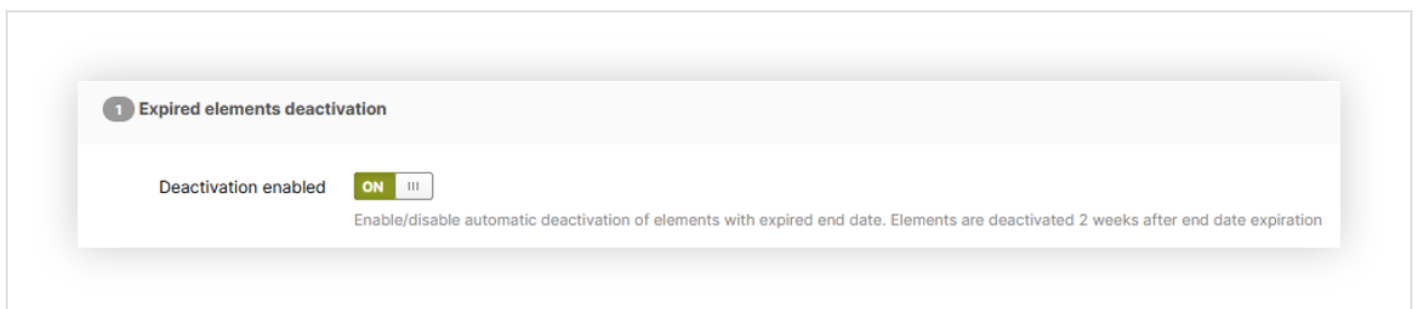 1 Expired elements deactivation
Deactivation enabled ON
Enable/disable automatic deactivation of elements with expired end date. Elements are deactivated 2 weeks after end date expiration